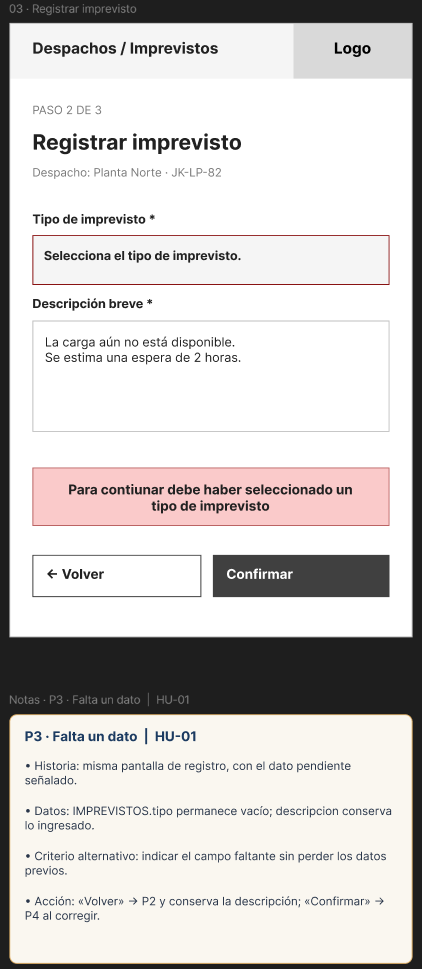 03 · Registrar imprevisto
Despachos / Imprevistos
Logo
PASO 2 DE 3
Registrar imprevisto
Despacho: Planta Norte · JK-LP-82
Tipo de imprevisto *
Selecciona el tipo de imprevisto.
Descripción breve *
La carga aún no está disponible.
Se estima una espera de 2 horas.
Para contiunar debe haber seleccionado un
tipo de imprevisto
← Volver
Confirmar
Notas · P3 · Falta un dato | HU-01
P3 · Falta un dato | HU-01
• Historia: misma pantalla de registro, con el dato pendiente
señalado.
• Datos: IMPREVISTOS.tipo permanece vacío; descripcion conserva
lo ingresado.
• Criterio alternativo: indicar el campo faltante sin perder los datos
previos.
• Acción: «Volver» → P2 y conserva la descripción; «Confirmar» →
P4 al corregir.